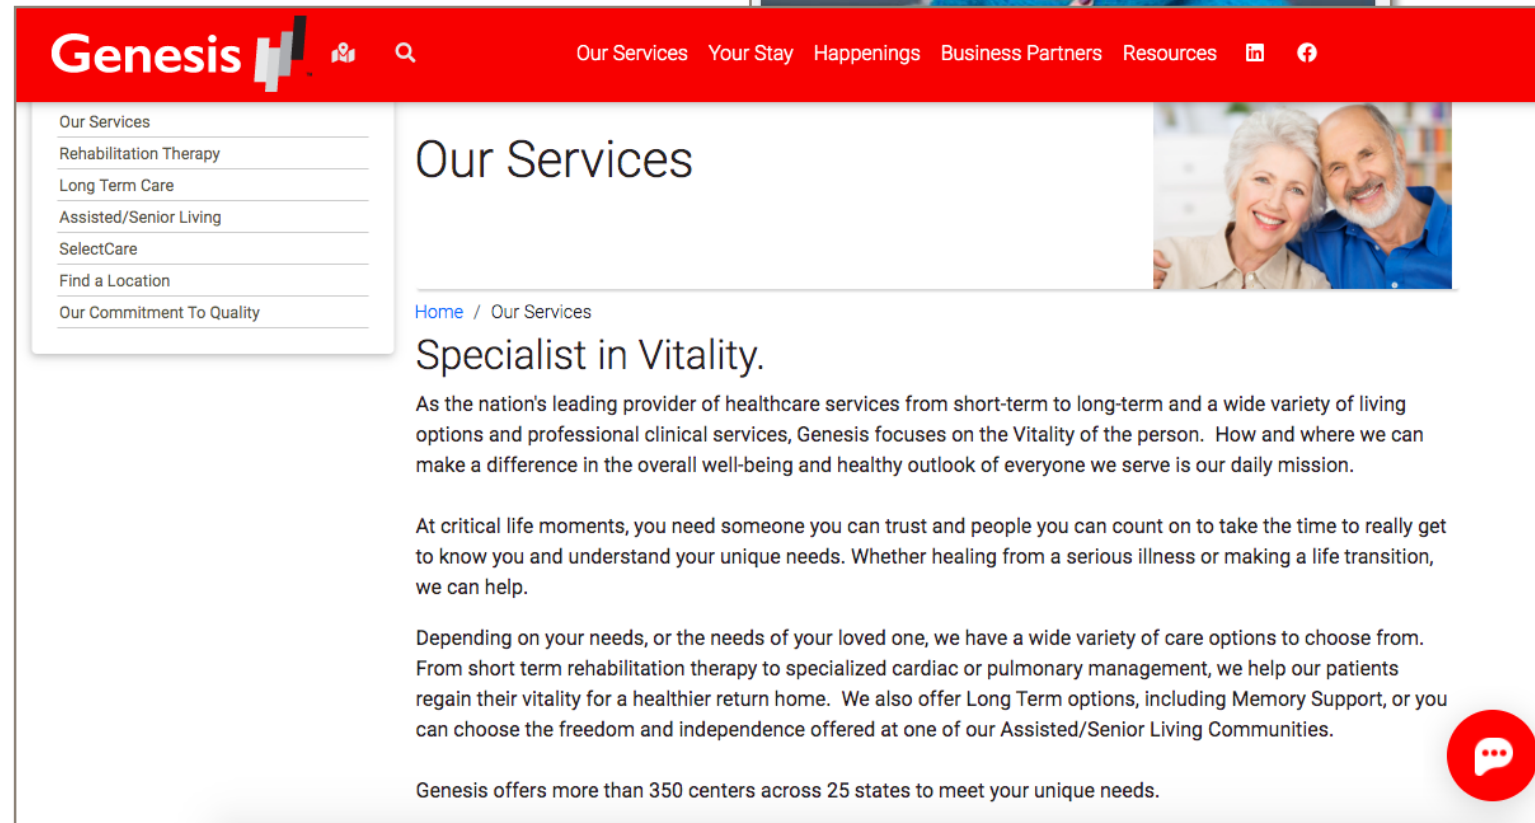 Genesis
Our Services Your Stay Happenings Business Partners Resources
Our Services
Rehabilitation Therapy
Long Term Care
Assisted/Senior Living
SelectCare
Find a Location
Our Commitment To Quality
Our Services
Home / Our Services
Specialist in Vitality.
As the nation's leading provider of healthcare services from short-term to long-term and a wide variety of living
options and professional clinical services, Genesis focuses on the Vitality of the person.  How and where we can
make a difference in the overall well-being and healthy outlook of everyone we serve is our daily mission.
At critical life moments, you need someone you can trust and people you can count on to take the time to really get
to know you and understand your unique needs. Whether healing from a serious illness or making a life transition,
we can help.
Depending on your needs, or the needs of your loved one, we have a wide variety of care options to choose from.
From short term rehabilitation therapy to specialized cardiac or pulmonary management, we help our patients
regain their vitality for a healthier return home.  We also offer Long Term options, including Memory Support, or you
can choose the freedom and independence offered at one of our Assisted/Senior Living Communities.
Genesis offers more than 350 centers across 25 states to meet your unique needs.